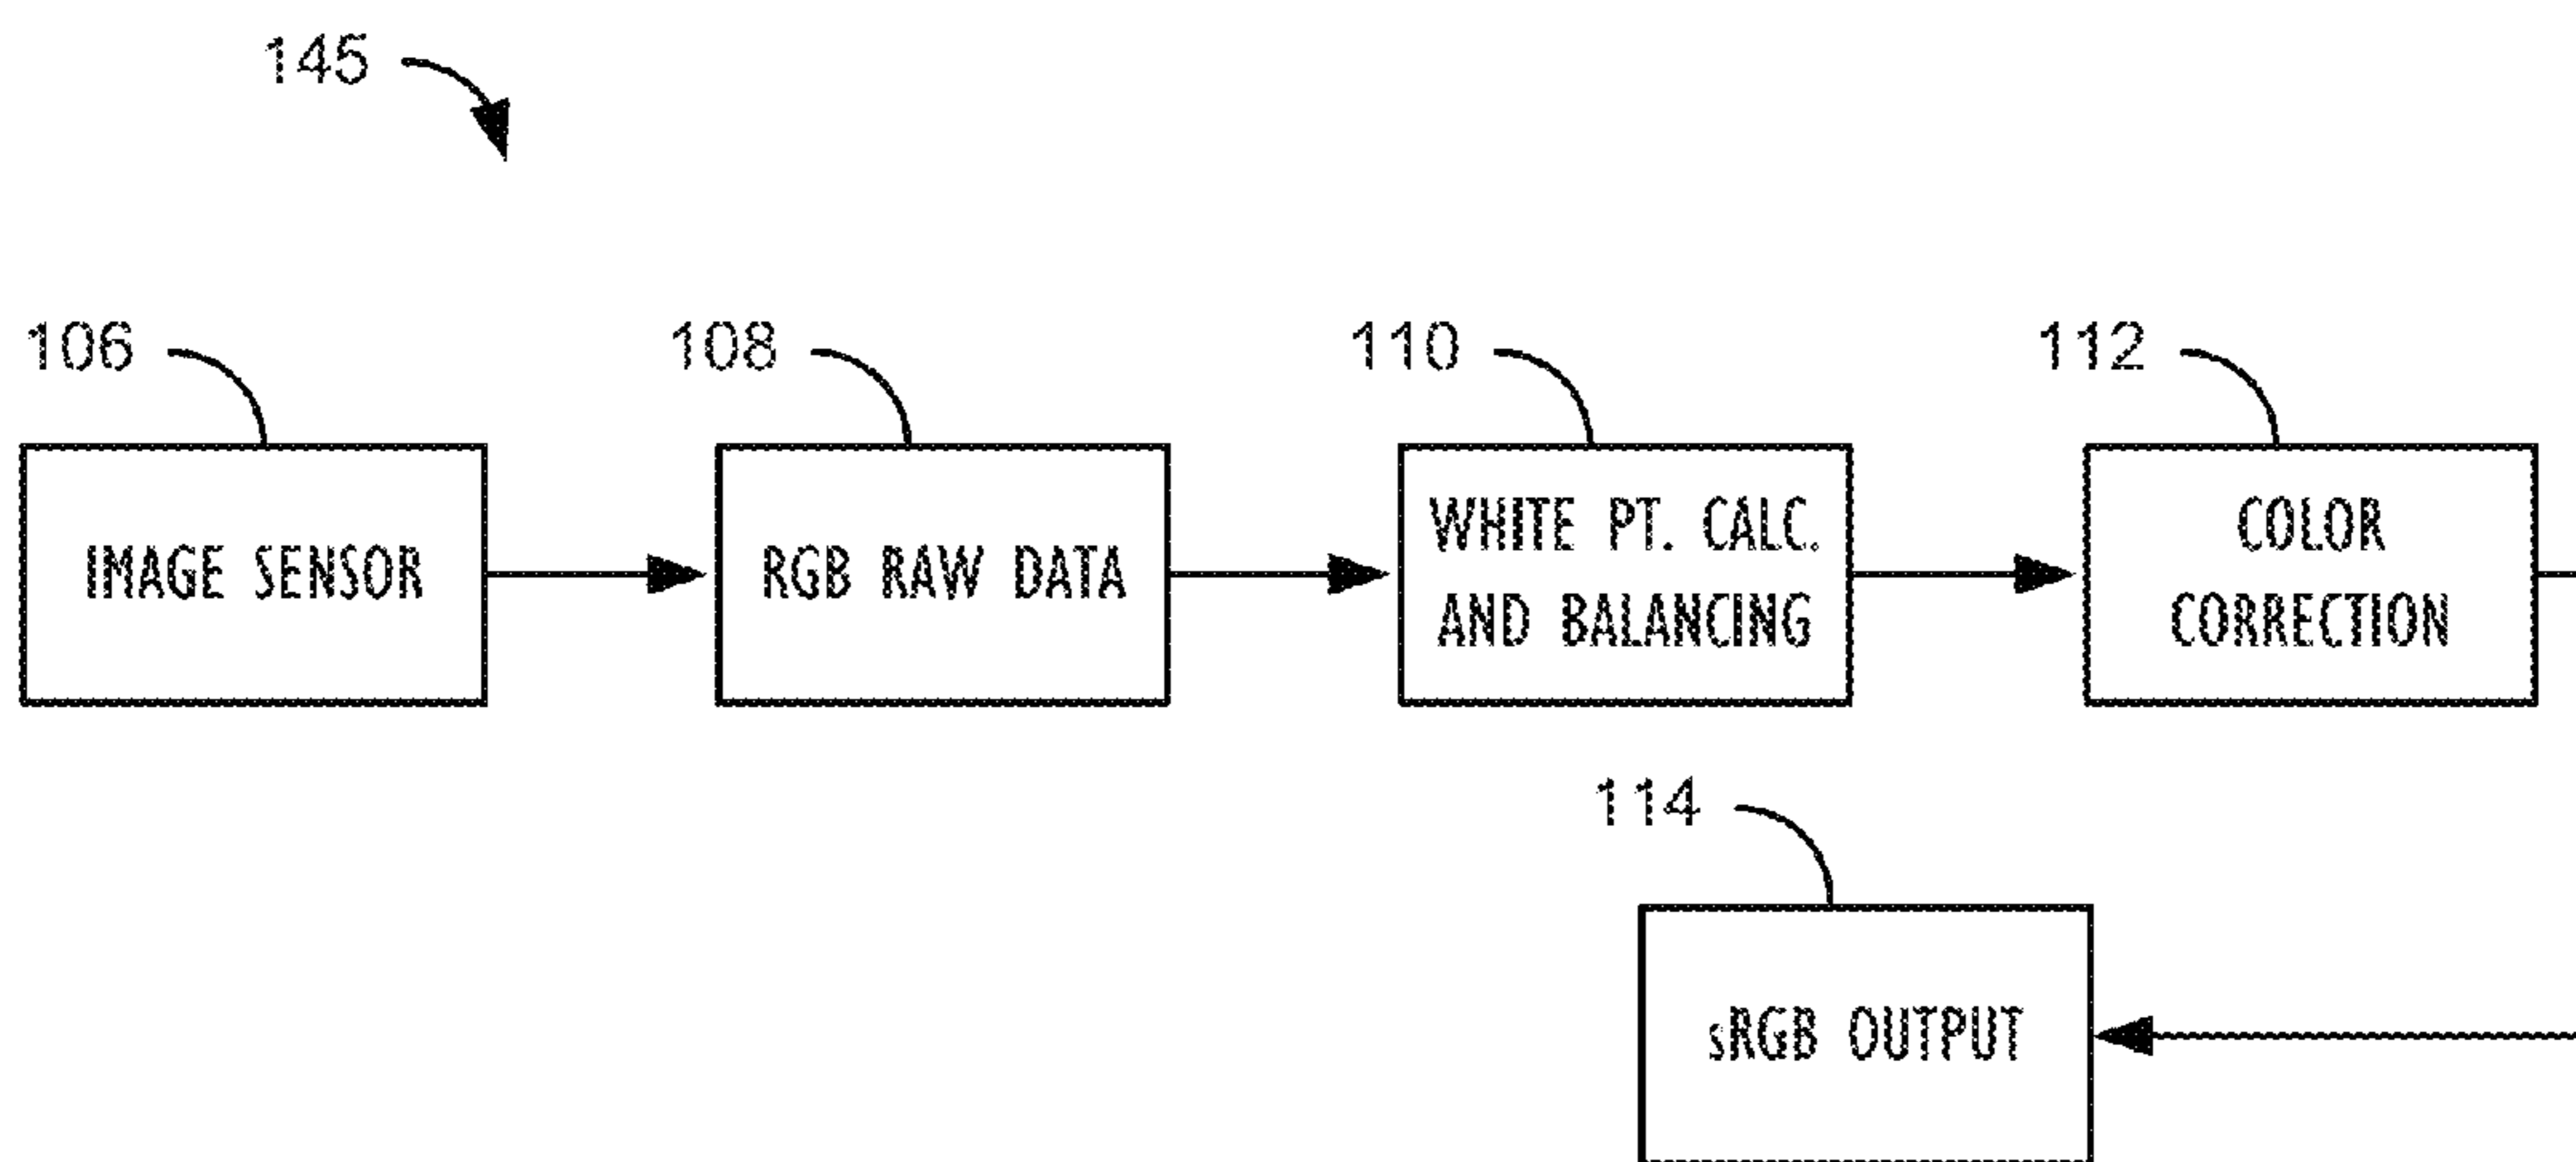 145
106
108
110
112
IMAGE SENSOR
RGB RAW DATA
WHITE PT. CALC.
AND BALANCING
COLOR
CORRECTION
114
sRGB OUTPUT